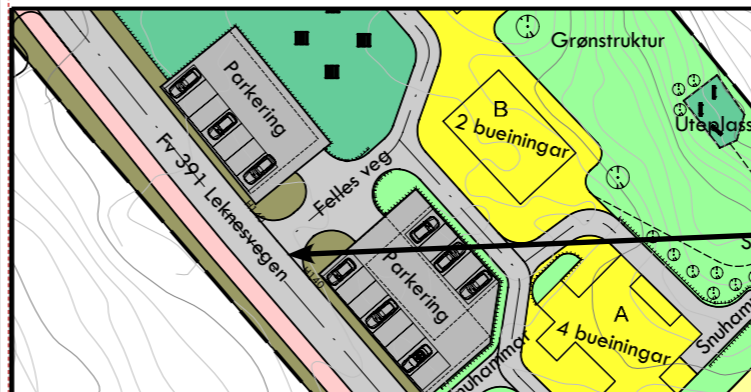 Grønstruktur
Parkering
B
2 bueiningar
Uteplass
Fv 391 Leknesvegen
Felles veg
S
Parkering
A
4 bueiningar
Snuhammar
Snuhammar